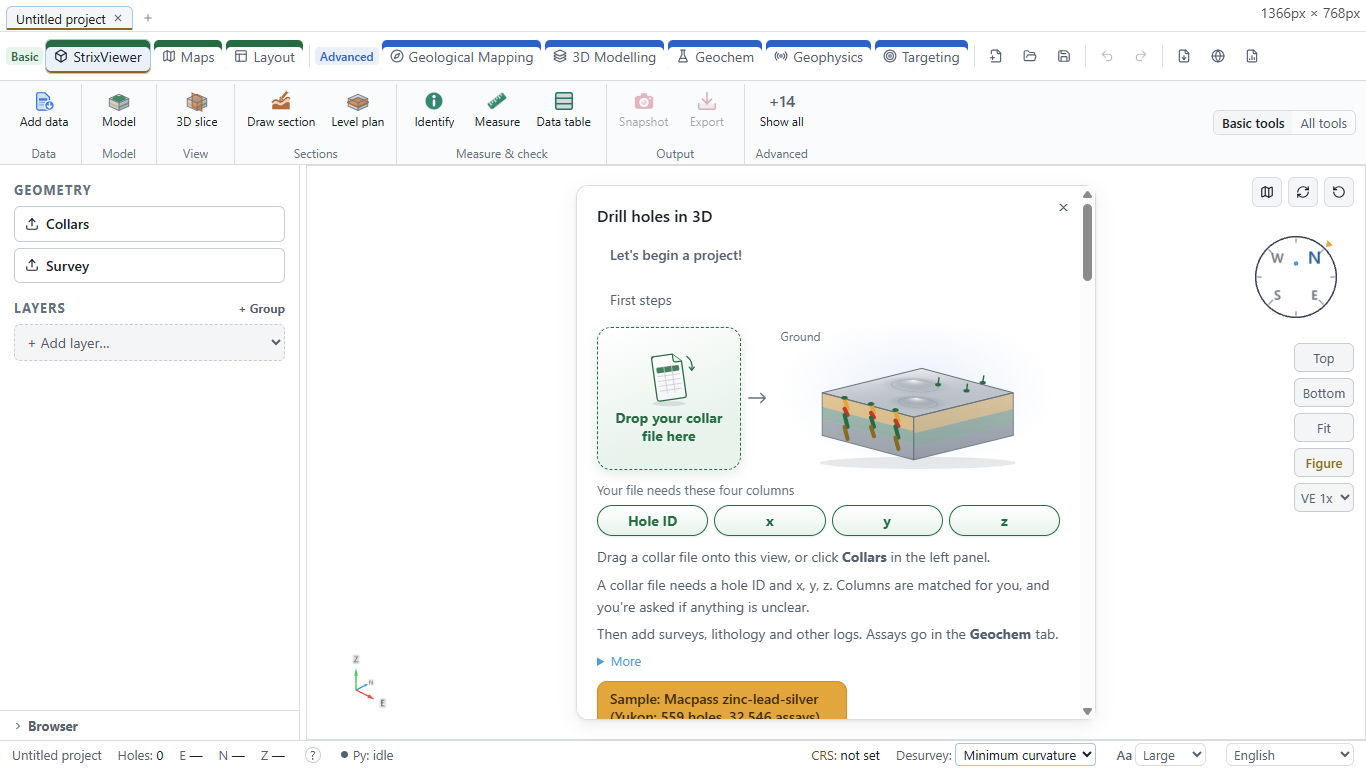 Untitled project × +
1366px × 768px
Basic StrixViewer Maps Layout Advanced Geological Mapping 3D Modelling Geochem Geophysics Targeting
Add data Model 3D slice Draw section Level plan Identify Measure Data table Snapshot Export +14 Show all
Basic tools All tools
Data Model View Sections Measure & check Output Advanced
GEOMETRY
Collars
Survey
LAYERS + Group
+ Add layer...
Browser
Drill holes in 3D ×
Let's begin a project!
First steps
Drop your collar
file here
Ground
Your file needs these four columns
Hole ID x y z
Drag a collar file onto this view, or click Collars in the left panel.
A collar file needs a hole ID and x, y, z. Columns are matched for you, and
you're asked if anything is unclear.
Then add surveys, lithology and other logs. Assays go in the Geochem tab.
More
Sample: Macpass zinc-lead-silver
(Yukon: 559 holes, 32,546 assays)
W N
S E
Top
Bottom
Fit
Figure
VE 1x
Z
N
E
Untitled project Holes: 0 E — N — Z — ? Py: idle CRS: not set Desurvey: Minimum curvature Aa Large English